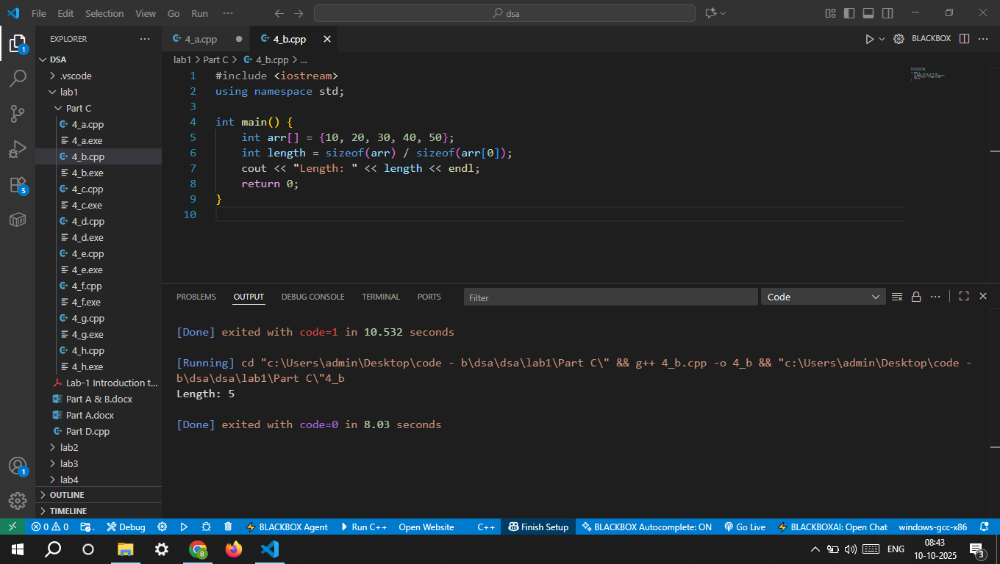 File Edit Selection View Go Run ··· dsa
EXPLORER ···
1
DSA
.vscode
lab1
Part C
4_a.cpp
4_a.exe
4_b.cpp
4_b.exe
4_c.cpp
4_c.exe
4_d.cpp
4_d.exe
4_e.cpp
4_e.exe
4_f.cpp
4_f.exe
4_g.cpp
4_g.exe
4_h.cpp
4_h.exe
Lab-1 Introduction t...
Part A & B.docx
Part A.docx
Part D.cpp
lab2
lab3
lab4
OUTLINE
TIMELINE
5
1
4_a.cpp ● 4_b.cpp BLACKBOX ···
lab1 > Part C > 4_b.cpp > ...
1 #include <iostream>
2 using namespace std;
3
4 int main() {
5 int arr[] = {10, 20, 30, 40, 50};
6 int length = sizeof(arr) / sizeof(arr[0]);
7 cout << "Length: " << length << endl;
8 return 0;
9 }
10
PROBLEMS OUTPUT DEBUG CONSOLE TERMINAL PORTS Filter Code ···
[Done] exited with code=1 in 10.532 seconds
[Running] cd "c:\Users\admin\Desktop\code - b\dsa\dsa\lab1\Part C\" && g++ 4_b.cpp -o 4_b && "c:\Users\admin\Desktop\code -
b\dsa\dsa\lab1\Part C\"4_b
Length: 5
[Done] exited with code=0 in 8.03 seconds
0 0 Debug BLACKBOX Agent Run C++ Open Website C++ Finish Setup BLACKBOX Autocomplete: ON Go Live BLACKBOXAI: Open Chat windows-gcc-x86
B ENG 08:43
10-10-2025
3